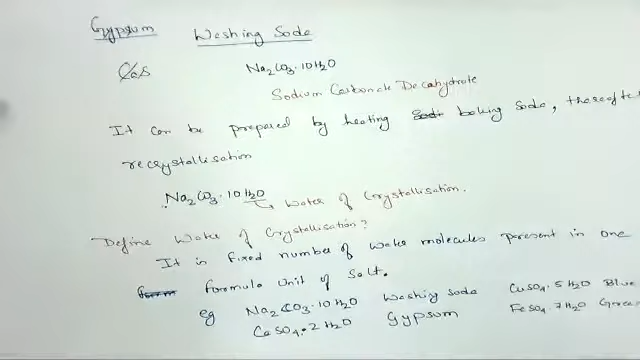 Gypsum Washing Soda
CaS
Na2CO3·10H2O
Sodium Carbonate Decahydrate
It can be prepared by heating baking soda, thereafter
recrystallisation
Na2CO3·10H2O → Water of Crystallisation.
Define Water of Crystallisation?
It is fixed number of water molecules present in one
formula unit of salt.
eg Na2CO3·10H2O Washing soda CuSO4·5H2O Blue
CaSO4·2H2O Gypsum FeSO4·7H2O Green